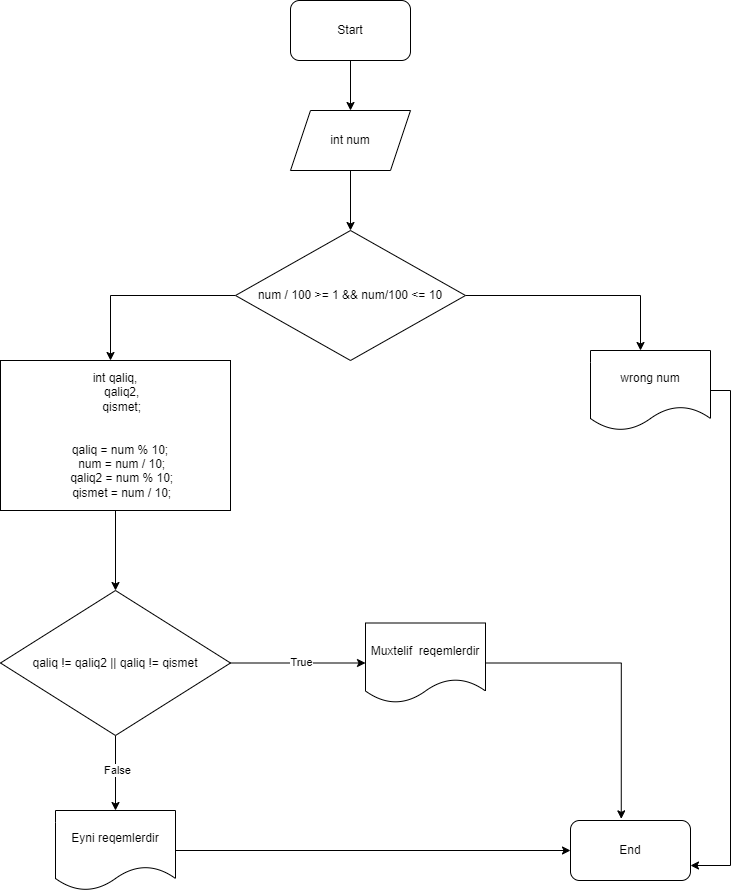 Start
int num
num / 100 >= 1 && num/100 <= 10
int qaliq,
qaliq2,
qismet;
qaliq = num % 10;
num = num / 10;
qaliq2 = num % 10;
qismet = num / 10;
wrong num
qaliq != qaliq2 || qaliq != qismet
True
Muxtelif reqemlerdir
False
Eyni reqemlerdir
End